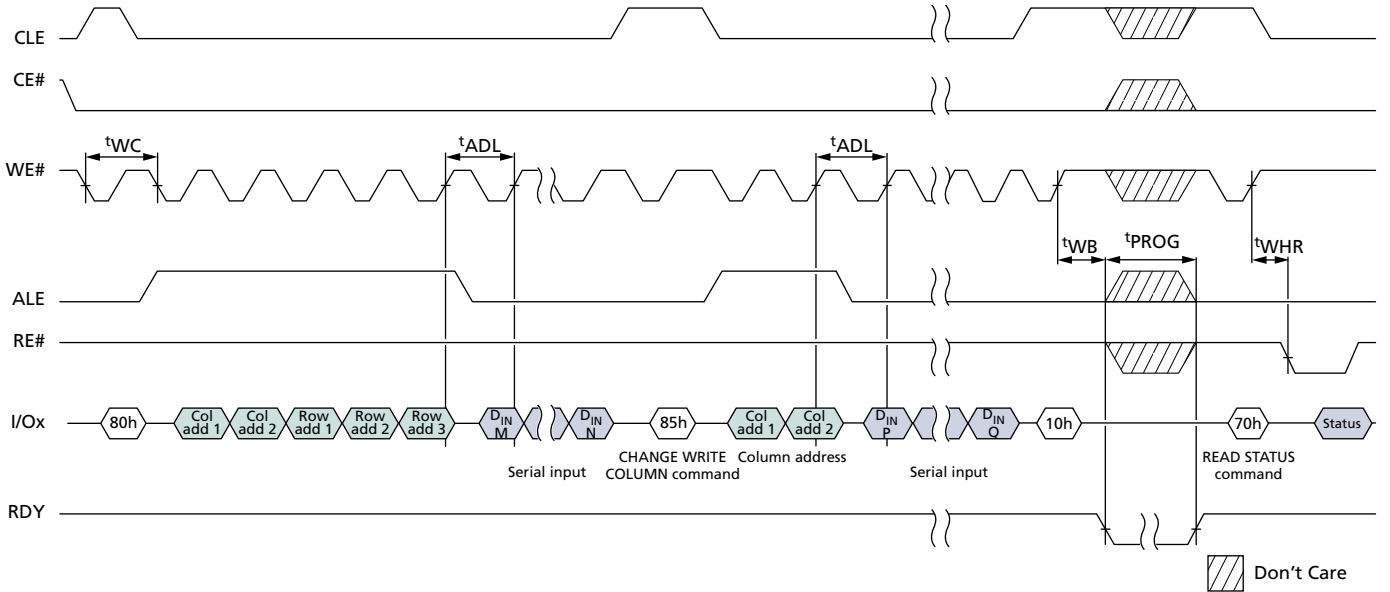 CLE
CE#
tWC
tADL
tADL
WE#
tWB
tPROG
tWHR
ALE
RE#
I/Ox
80h
Col add 1
Col add 2
Row add 1
Row add 2
Row add 3
DIN M
DIN N
85h
Col add 1
Col add 2
DIN P
DIN Q
10h
70h
Status
Serial input
CHANGE WRITE
COLUMN command
Column address
Serial input
READ STATUS
command
RDY
Don't Care